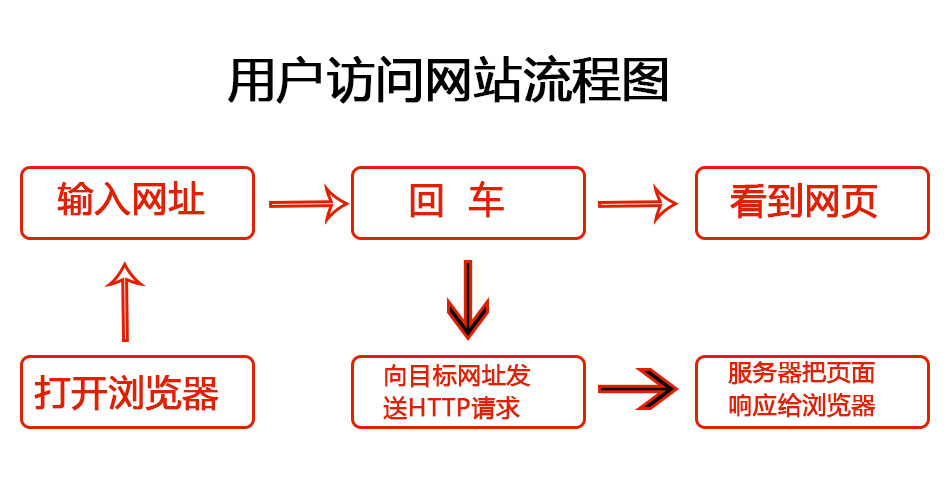 用户访问网站流程图
输入网址
回 车
看到网页
打开浏览器
向目标网址发
送HTTP请求
服务器把页面
响应给浏览器